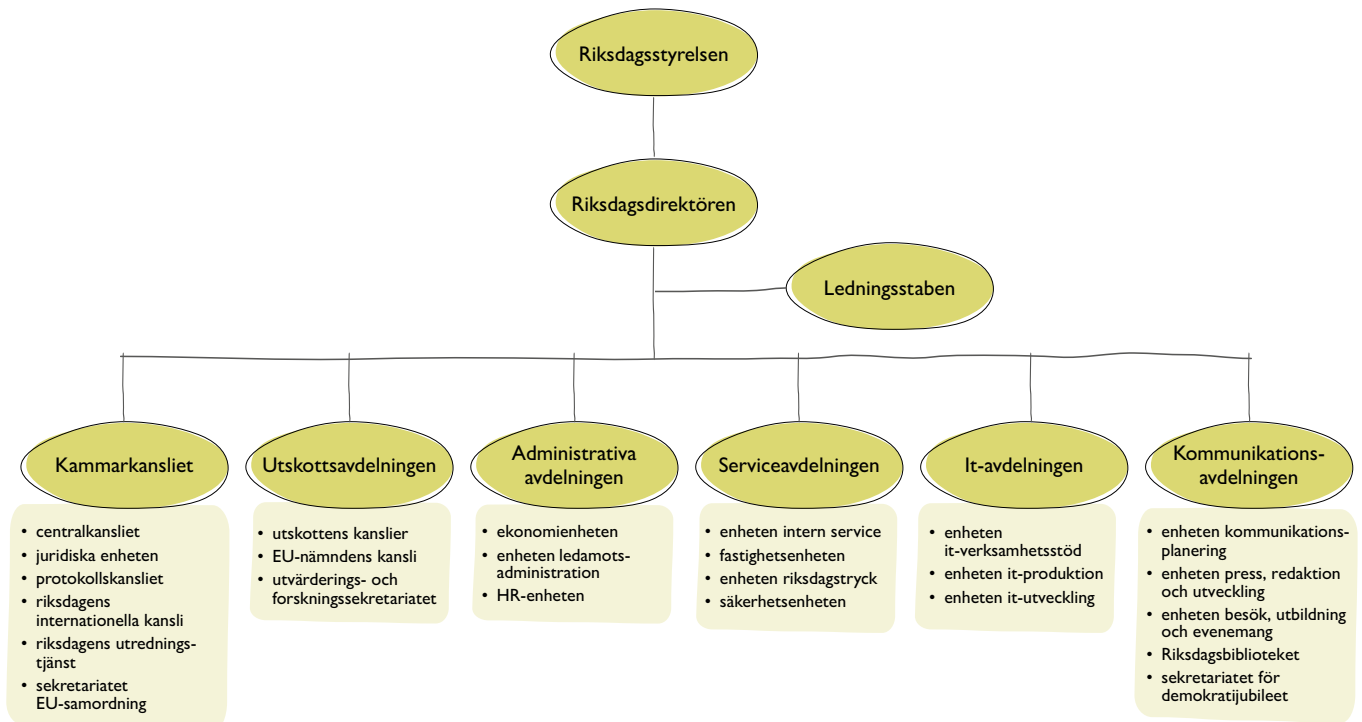 Riksdagsstyrelsen
Riksdagsdirektören
Ledningsstaben
Kammarkansliet
• centralkansliet
• juridiska enheten
• protokollskansliet
• riksdagens
internationella kansli
• riksdagens utrednings-
tjänst
• sekretariatet
EU-samordning
Utskottsavdelningen
• utskottens kanslier
• EU-nämndens kansli
• utvärderings- och
forskningssekretariatet
Administrativa
avdelningen
• ekonomienheten
• enheten ledamots-
administration
• HR-enheten
Serviceavdelningen
• enheten intern service
• fastighetsenheten
• enheten riksdagstryck
• säkerhetsenheten
It-avdelningen
• enheten
it-verksamhetsstöd
• enheten it-produktion
• enheten it-utveckling
Kommunikations-
avdelningen
• enheten kommunikations-
planering
• enheten press, redaktion
och utveckling
• enheten besök, utbildning
och evenemang
• Riksdagsbiblioteket
• sekretariatet för
demokratijubileet